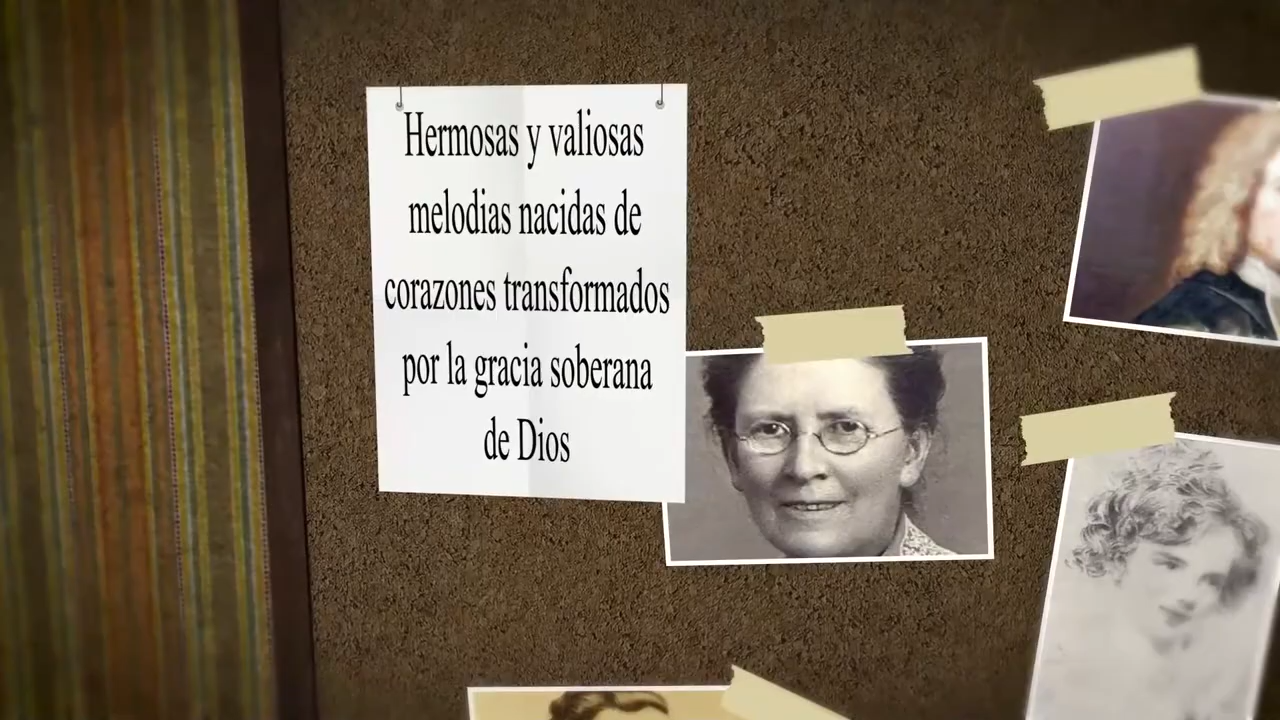 Hermosas y valiosas
melodias nacidas de
corazones transformados
por la gracia soberana
de Dios